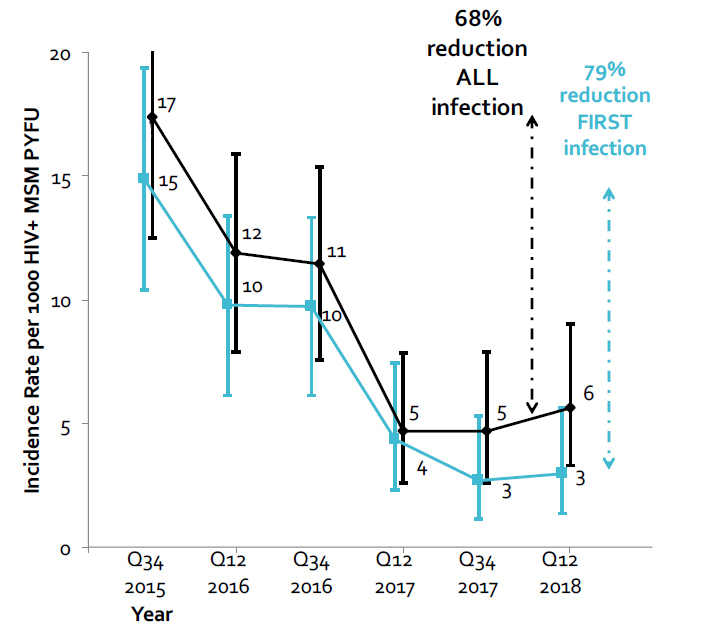 68%
reduction
ALL
infection
79%
reduction
FIRST
infection
Incidence Rate per 1000 HIV+ MSM PYFU
20
15
10
5
0
17
15
12
10
11
10
5
4
5
3
6
3
Q34 Q12 Q34 Q12 Q34 Q12
2015 2016 2016 2017 2017 2018
Year